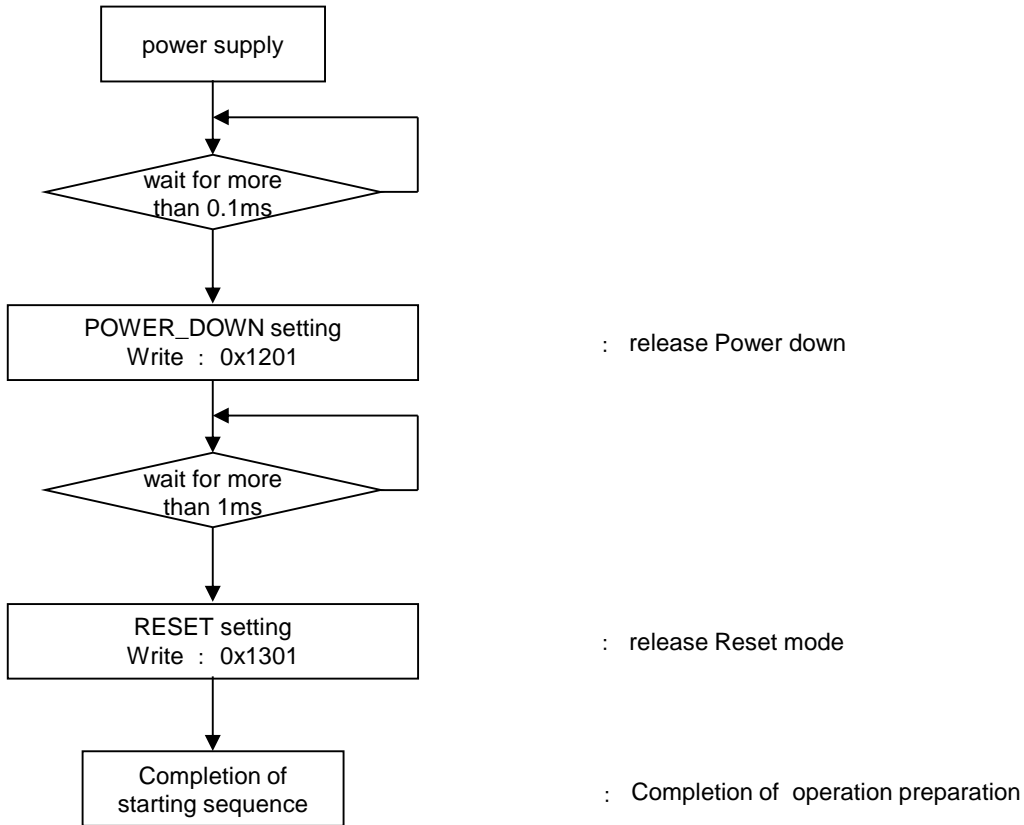 power supply
wait for more
than 0.1ms
POWER_DOWN setting
Write : 0x1201
: release Power down
wait for more
than 1ms
RESET setting
Write : 0x1301
: release Reset mode
Completion of
starting sequence
: Completion of operation preparation